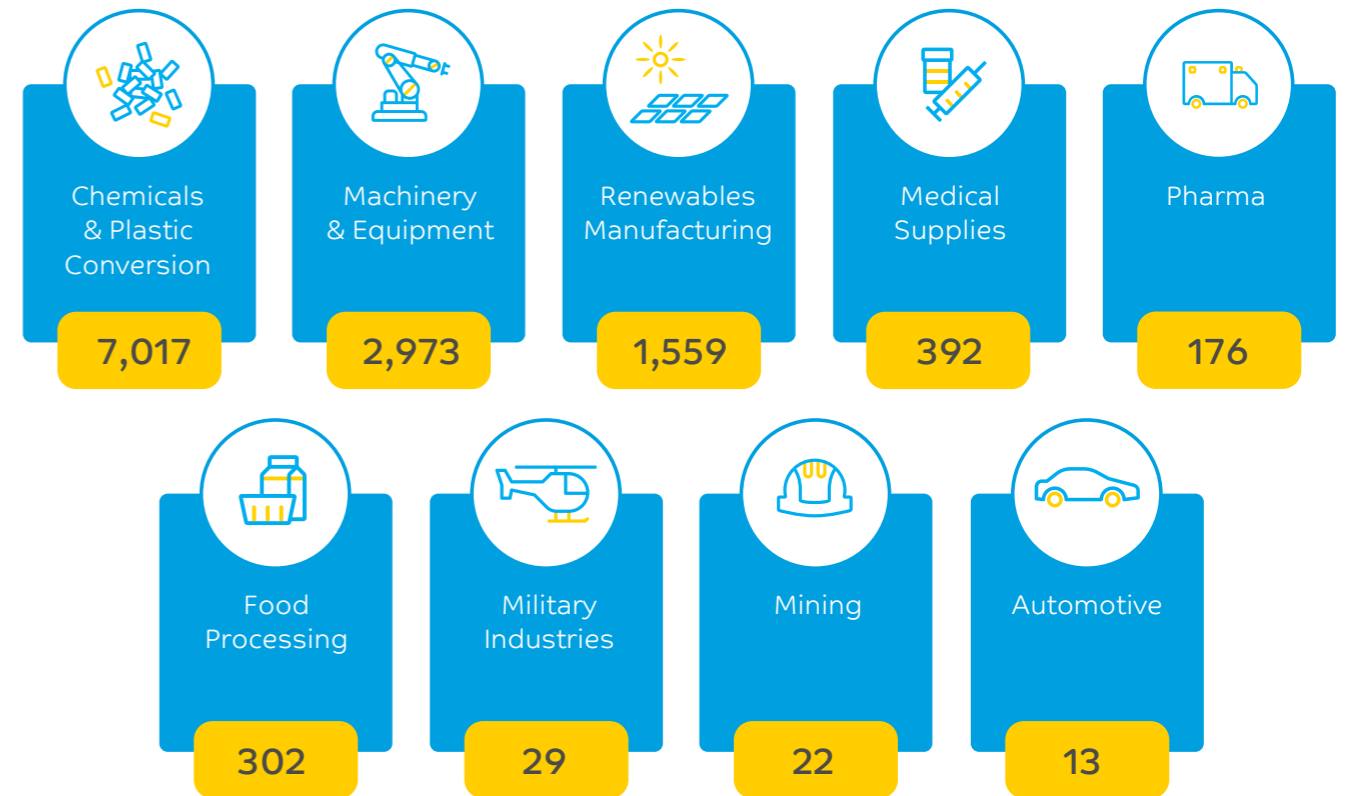 Chemicals
& Plastic
Conversion
7,017
Machinery
& Equipment
2,973
Renewables
Manufacturing
1,559
Medical
Supplies
392
Pharma
176
Food
Processing
302
Military
Industries
29
Mining
22
Automotive
13